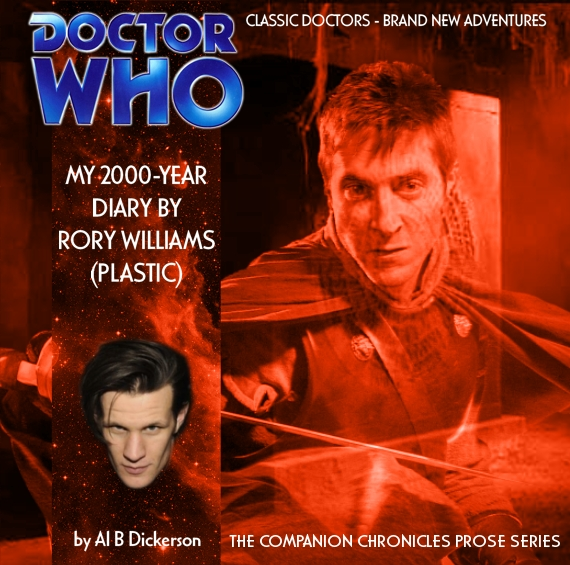 DOCTOR
WHO
CLASSIC DOCTORS - BRAND NEW ADVENTURES
MY 2000-YEAR
DIARY BY
RORY WILLIAMS
(PLASTIC)
by Al B Dickerson
THE COMPANION CHRONICLES PROSE SERIES